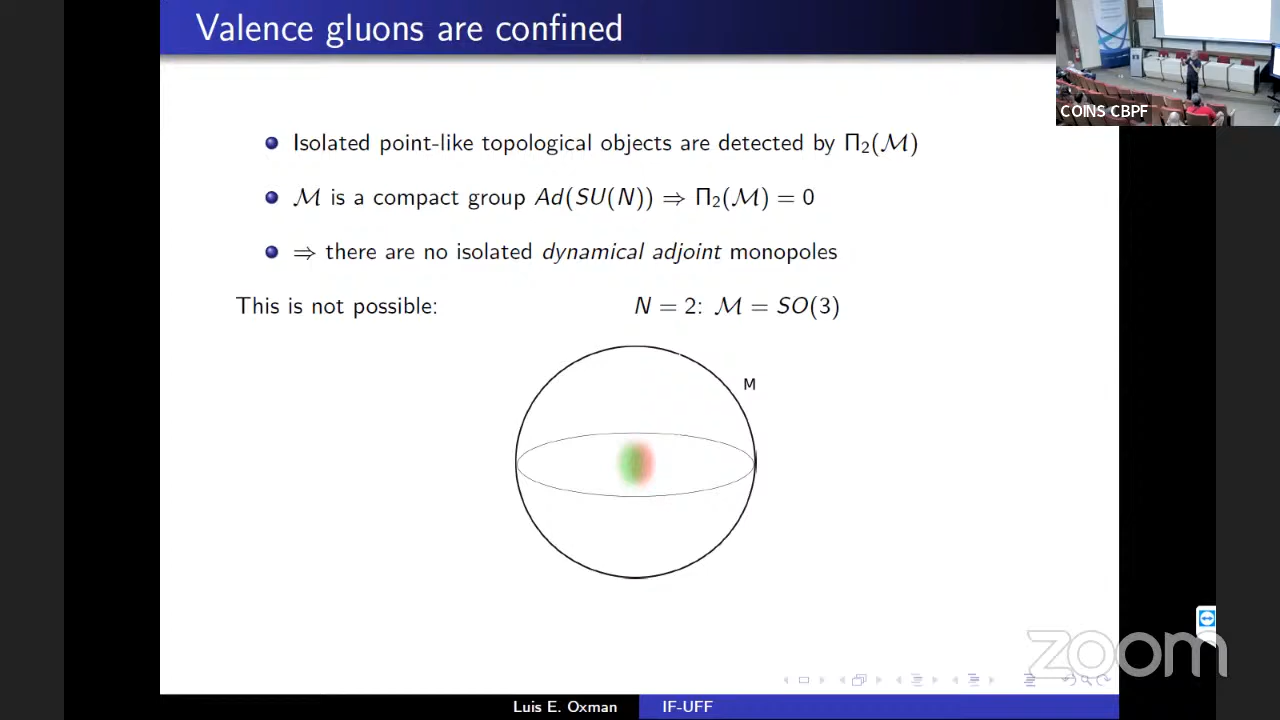 Valence gluons are confined
COINS CBPF
Isolated point-like topological objects are detected by Π₂(ℳ)
ℳ is a compact group Ad(SU(N)) ⇒ Π₂(ℳ) = 0
⇒ there are no isolated dynamical adjoint monopoles
This is not possible: N = 2: ℳ = SO(3)
M
zoom
Luis E. Oxman IF-UFF